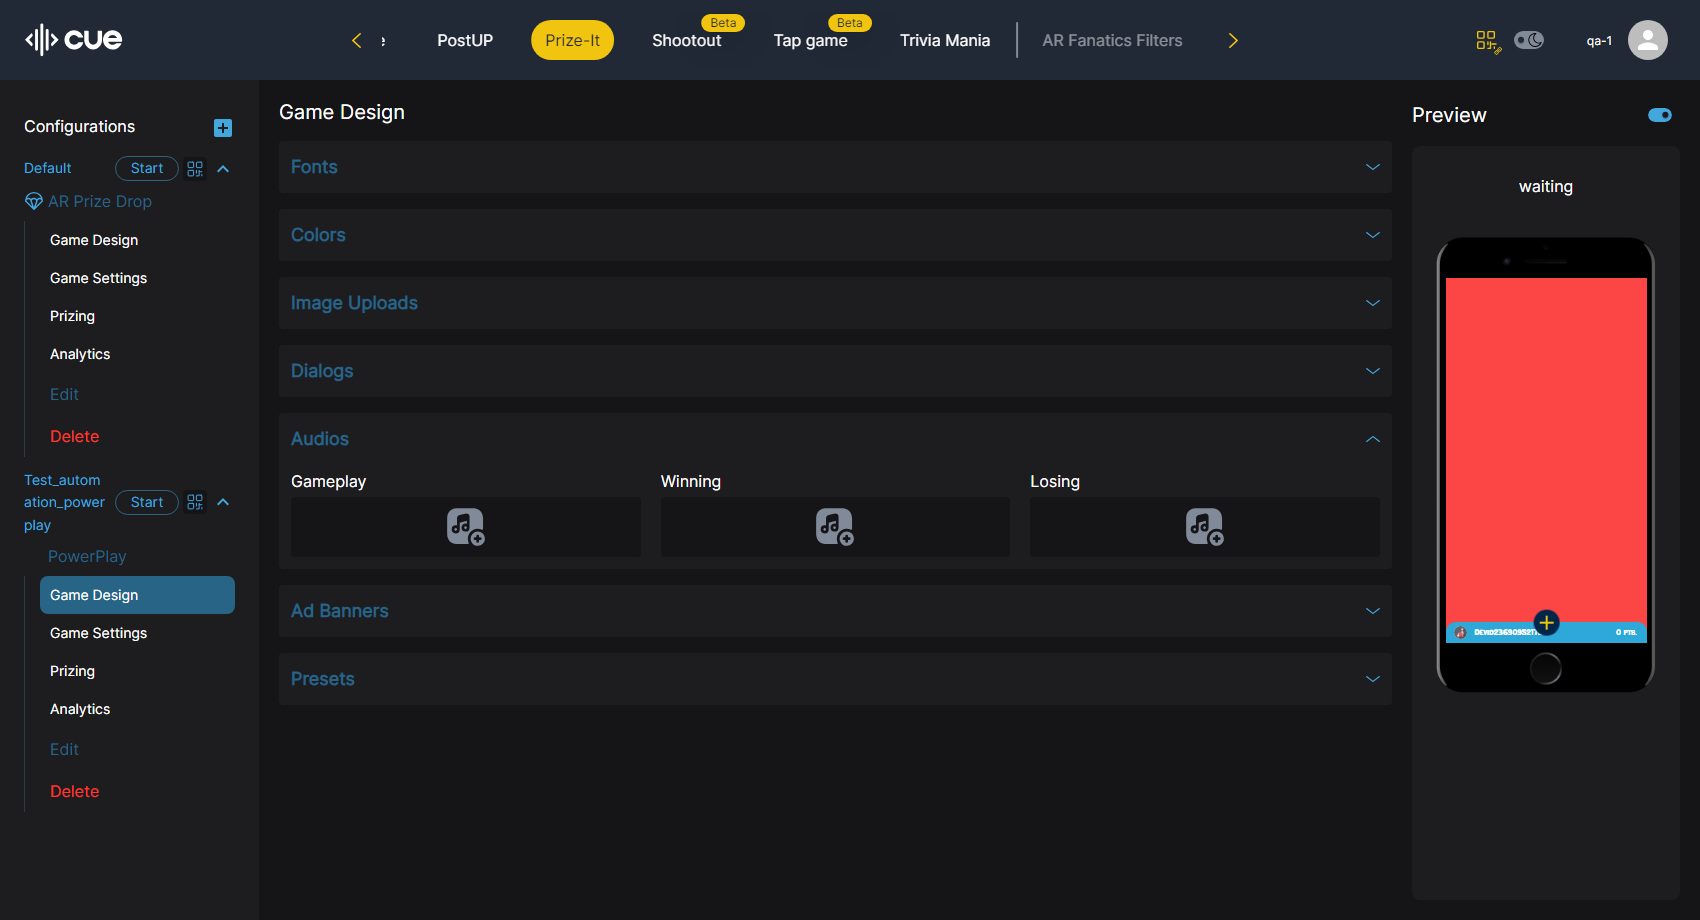 cue
PostUP
Prize-It
Shootout
Beta
Tap game
Beta
Trivia Mania
AR Fanatics Filters
qa-1
Configurations
Default
Start
AR Prize Drop
Game Design
Game Settings
Prizing
Analytics
Edit
Delete
Test_autom
ation_power
play
Start
PowerPlay
Game Design
Game Settings
Prizing
Analytics
Edit
Delete
Game Design
Fonts
Colors
Image Uploads
Dialogs
Audios
Gameplay
Winning
Losing
Ad Banners
Presets
Preview
waiting
0 PTS.